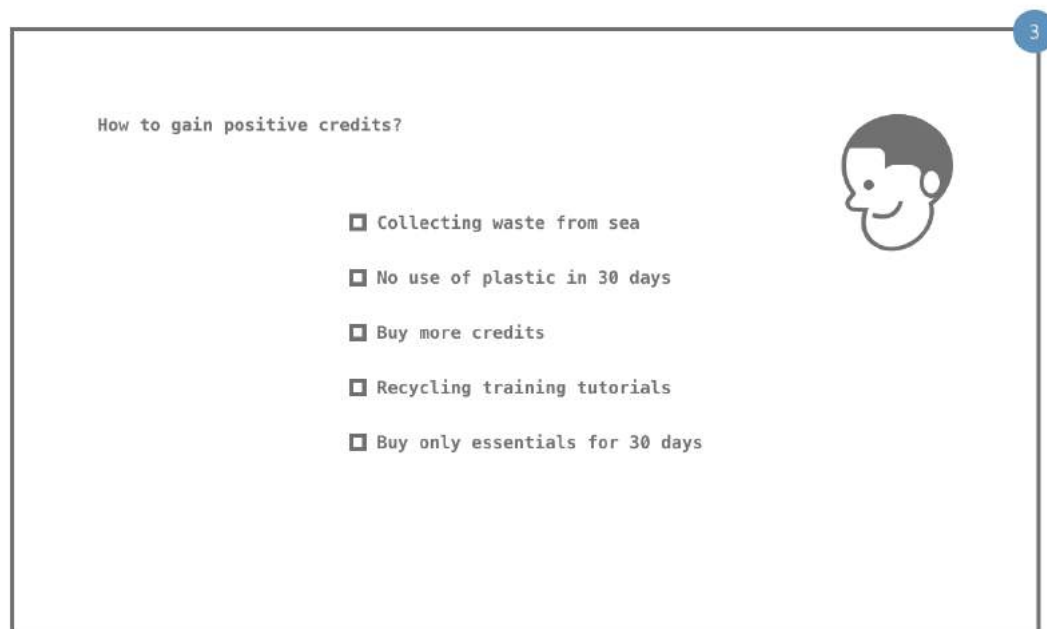 3
How to gain positive credits?
Collecting waste from sea
No use of plastic in 30 days
Buy more credits
Recycling training tutorials
Buy only essentials for 30 days